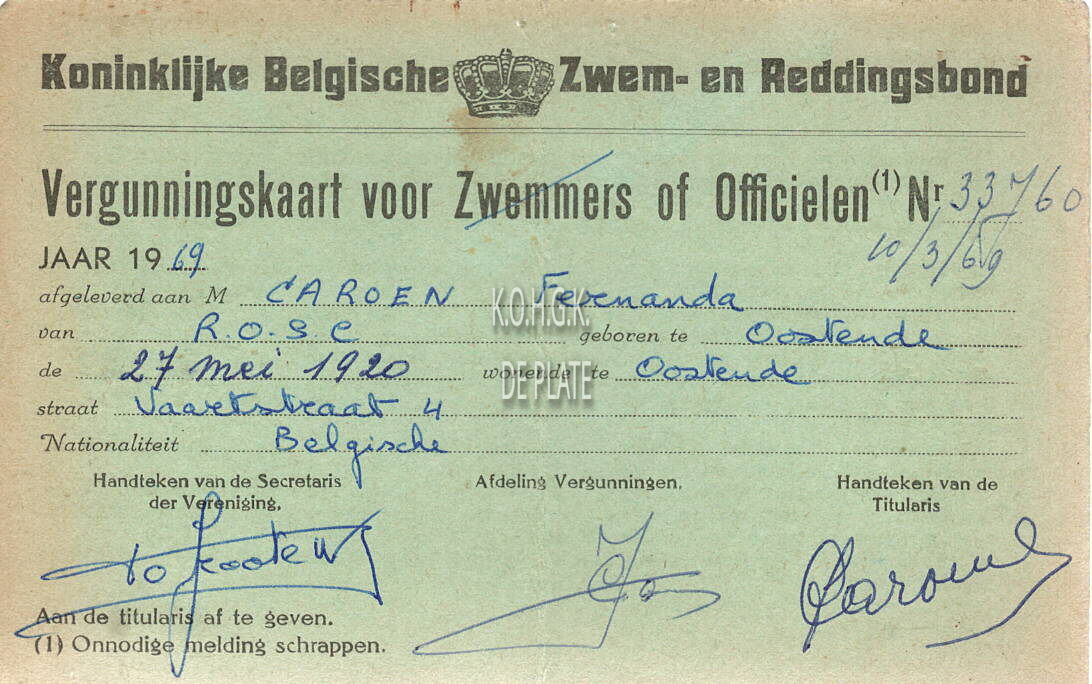 Koninklijke Belgische Zwem- en Reddingsbond
Vergunningskaart voor Zwemmers of Officielen (1) Nr 33760
10/3/69
JAAR 1969
afgeleverd aan M CAROEN Fernanda
K.O.H.G.K.
van R.O.S.C geboren te Oostende
de 27 mei 1920 wonende te Oostende
DE PLATE
straat Vaartstraat 4
Nationaliteit Belgische
Handteken van de Secretaris der Vereniging,
Afdeling Vergunningen,
Handteken van de Titularis
Caroen
Aan de titularis af te geven.
(1) Onnodige melding schrappen.